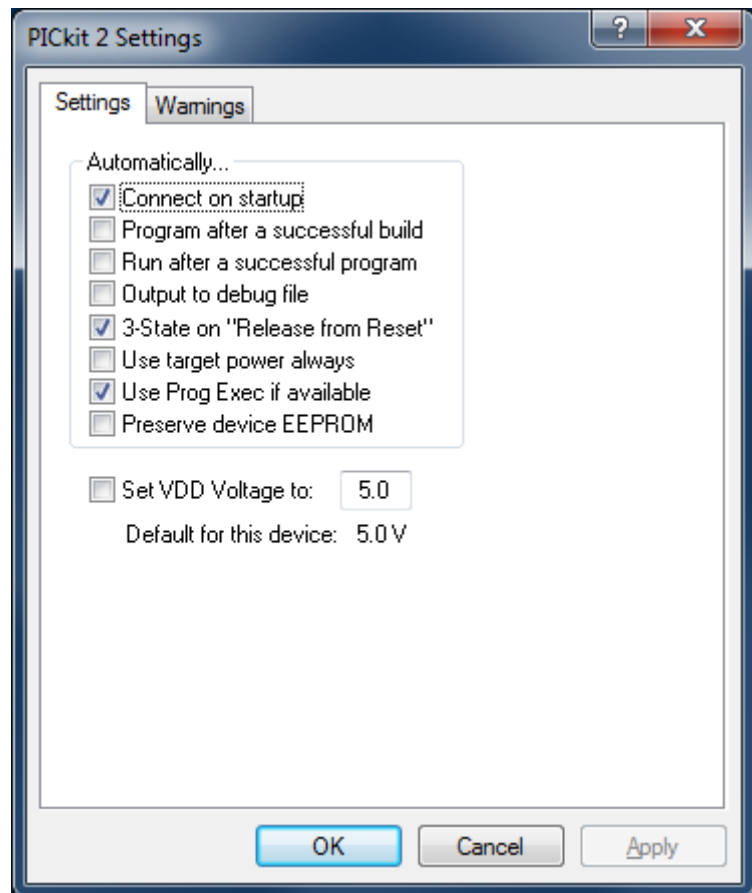 PICkit 2 Settings
?
Settings Warnings
Automatically...
Connect on startup
Program after a successful build
Run after a successful program
Output to debug file
3-State on "Release from Reset"
Use target power always
Use Prog Exec if available
Preserve device EEPROM
Set VDD Voltage to: 5.0
Default for this device: 5.0 V
OK Cancel Apply